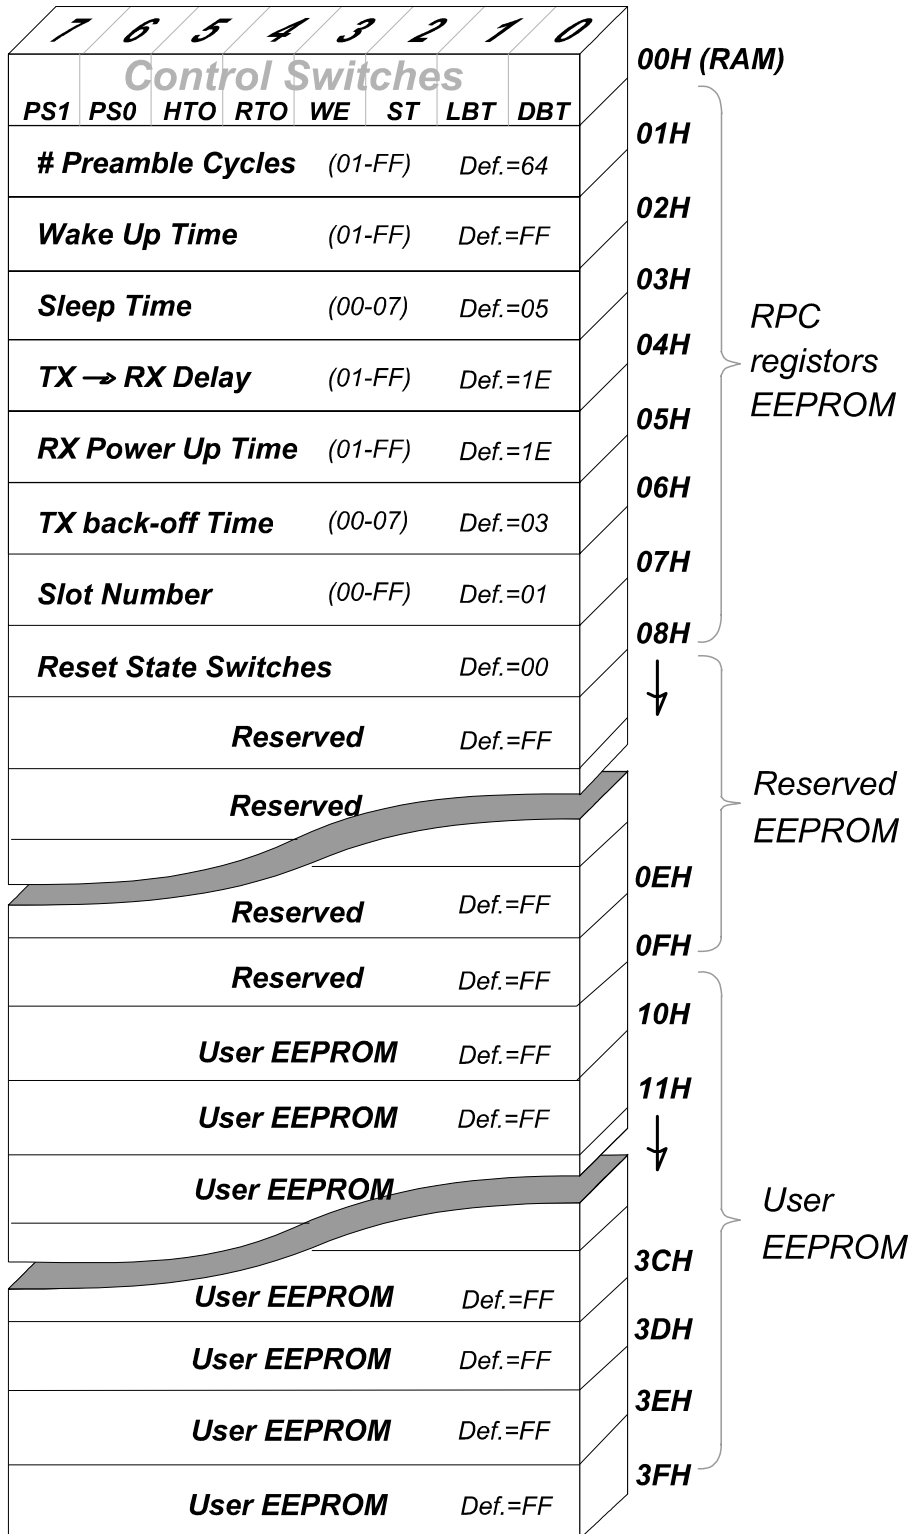 7 6 5 4 3 2 1 0
Control Switches
PS1 PS0 HTO RTO WE ST LBT DBT
00H (RAM)
# Preamble Cycles (01-FF) Def.=64
01H
Wake Up Time (01-FF) Def.=FF
02H
Sleep Time (00-07) Def.=05
03H
TX → RX Delay (01-FF) Def.=1E
04H
RX Power Up Time (01-FF) Def.=1E
05H
TX back-off Time (00-07) Def.=03
06H
Slot Number (00-FF) Def.=01
07H
Reset State Switches Def.=00
08H
RPC
registors
EEPROM
Reserved Def.=FF
Reserved
Reserved Def.=FF
0EH
Reserved Def.=FF
0FH
Reserved
EEPROM
User EEPROM Def.=FF
10H
User EEPROM Def.=FF
11H
User EEPROM
User EEPROM Def.=FF
3CH
User EEPROM Def.=FF
3DH
User EEPROM Def.=FF
3EH
User EEPROM Def.=FF
3FH
User
EEPROM